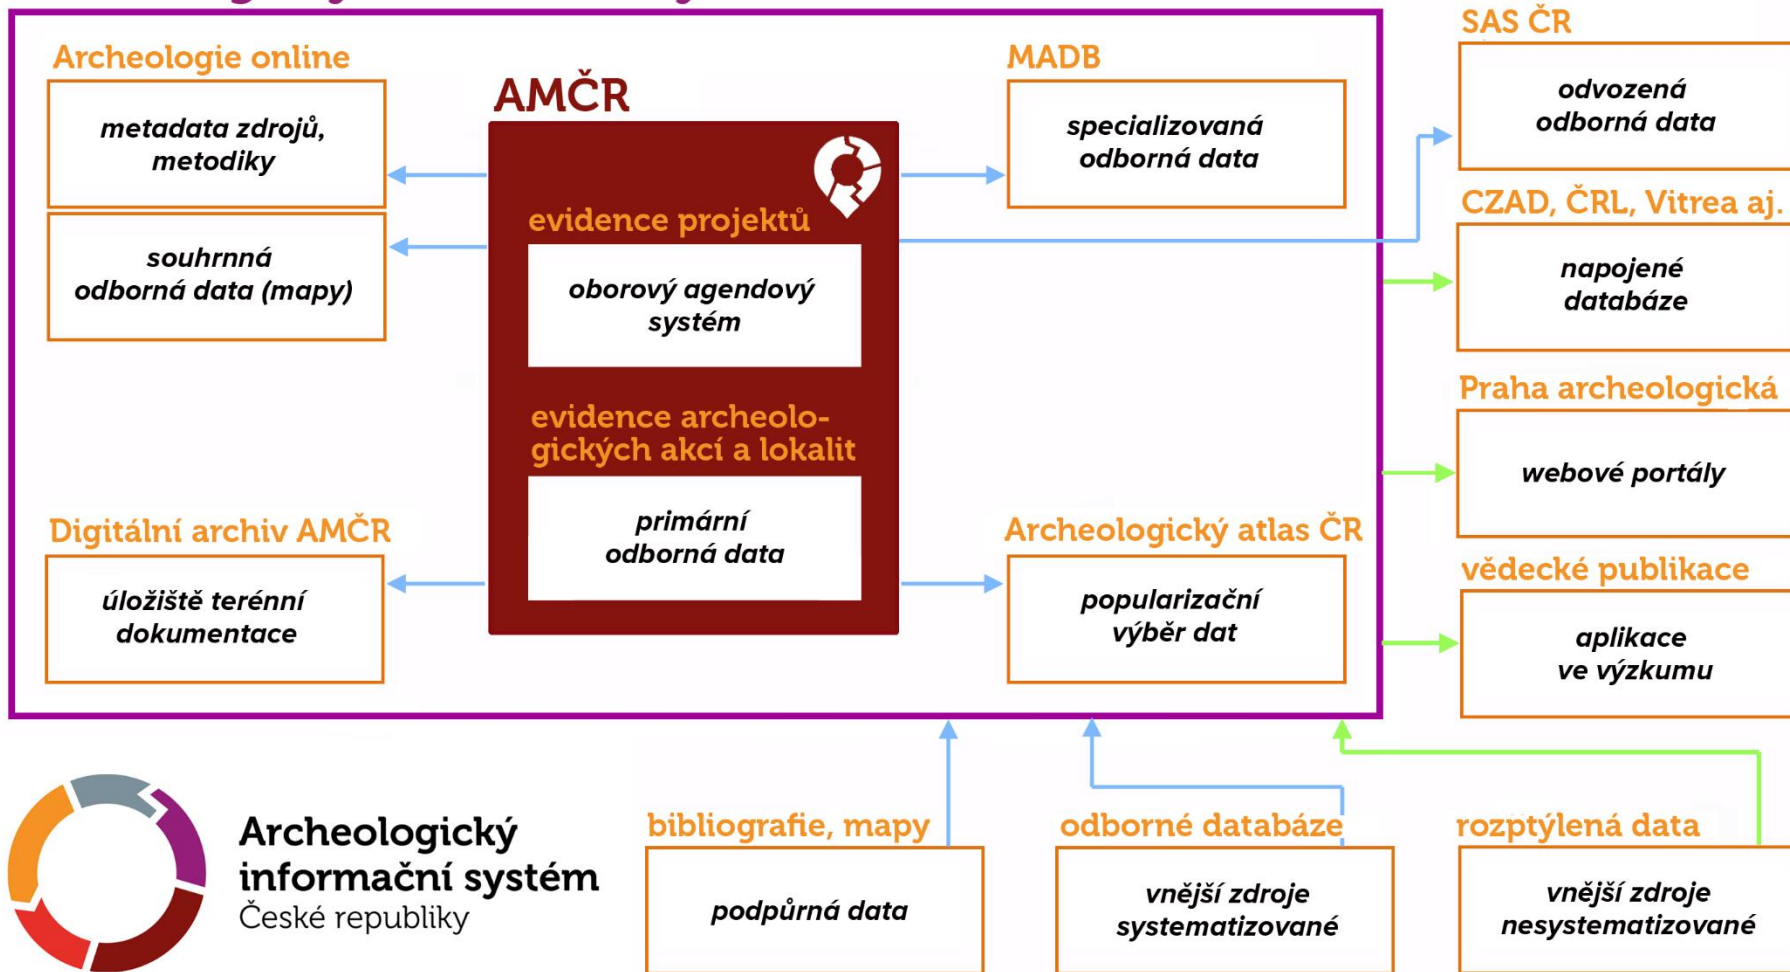 Archeologie online
metadata zdrojů,
metodiky
souhrnná
odborná data (mapy)
AMČR
evidence projektů
oborový agendový
systém
evidence archeolo-
gických akcí a lokalit
primární
odborná data
MADB
specializovaná
odborná data
Digitální archiv AMČR
úložiště terénní
dokumentace
Archeologický atlas ČR
popularizační
výběr dat
SAS ČR
odvozená
odborná data
CZAD, ČRL, Vitrea aj.
napojené
databáze
Praha archeologická
webové portály
vědecké publikace
aplikace
ve výzkumu
Archeologický
informační systém
České republiky
bibliografie, mapy
podpůrná data
odborné databáze
vnější zdroje
systematizované
rozptýlená data
vnější zdroje
nesystematizované